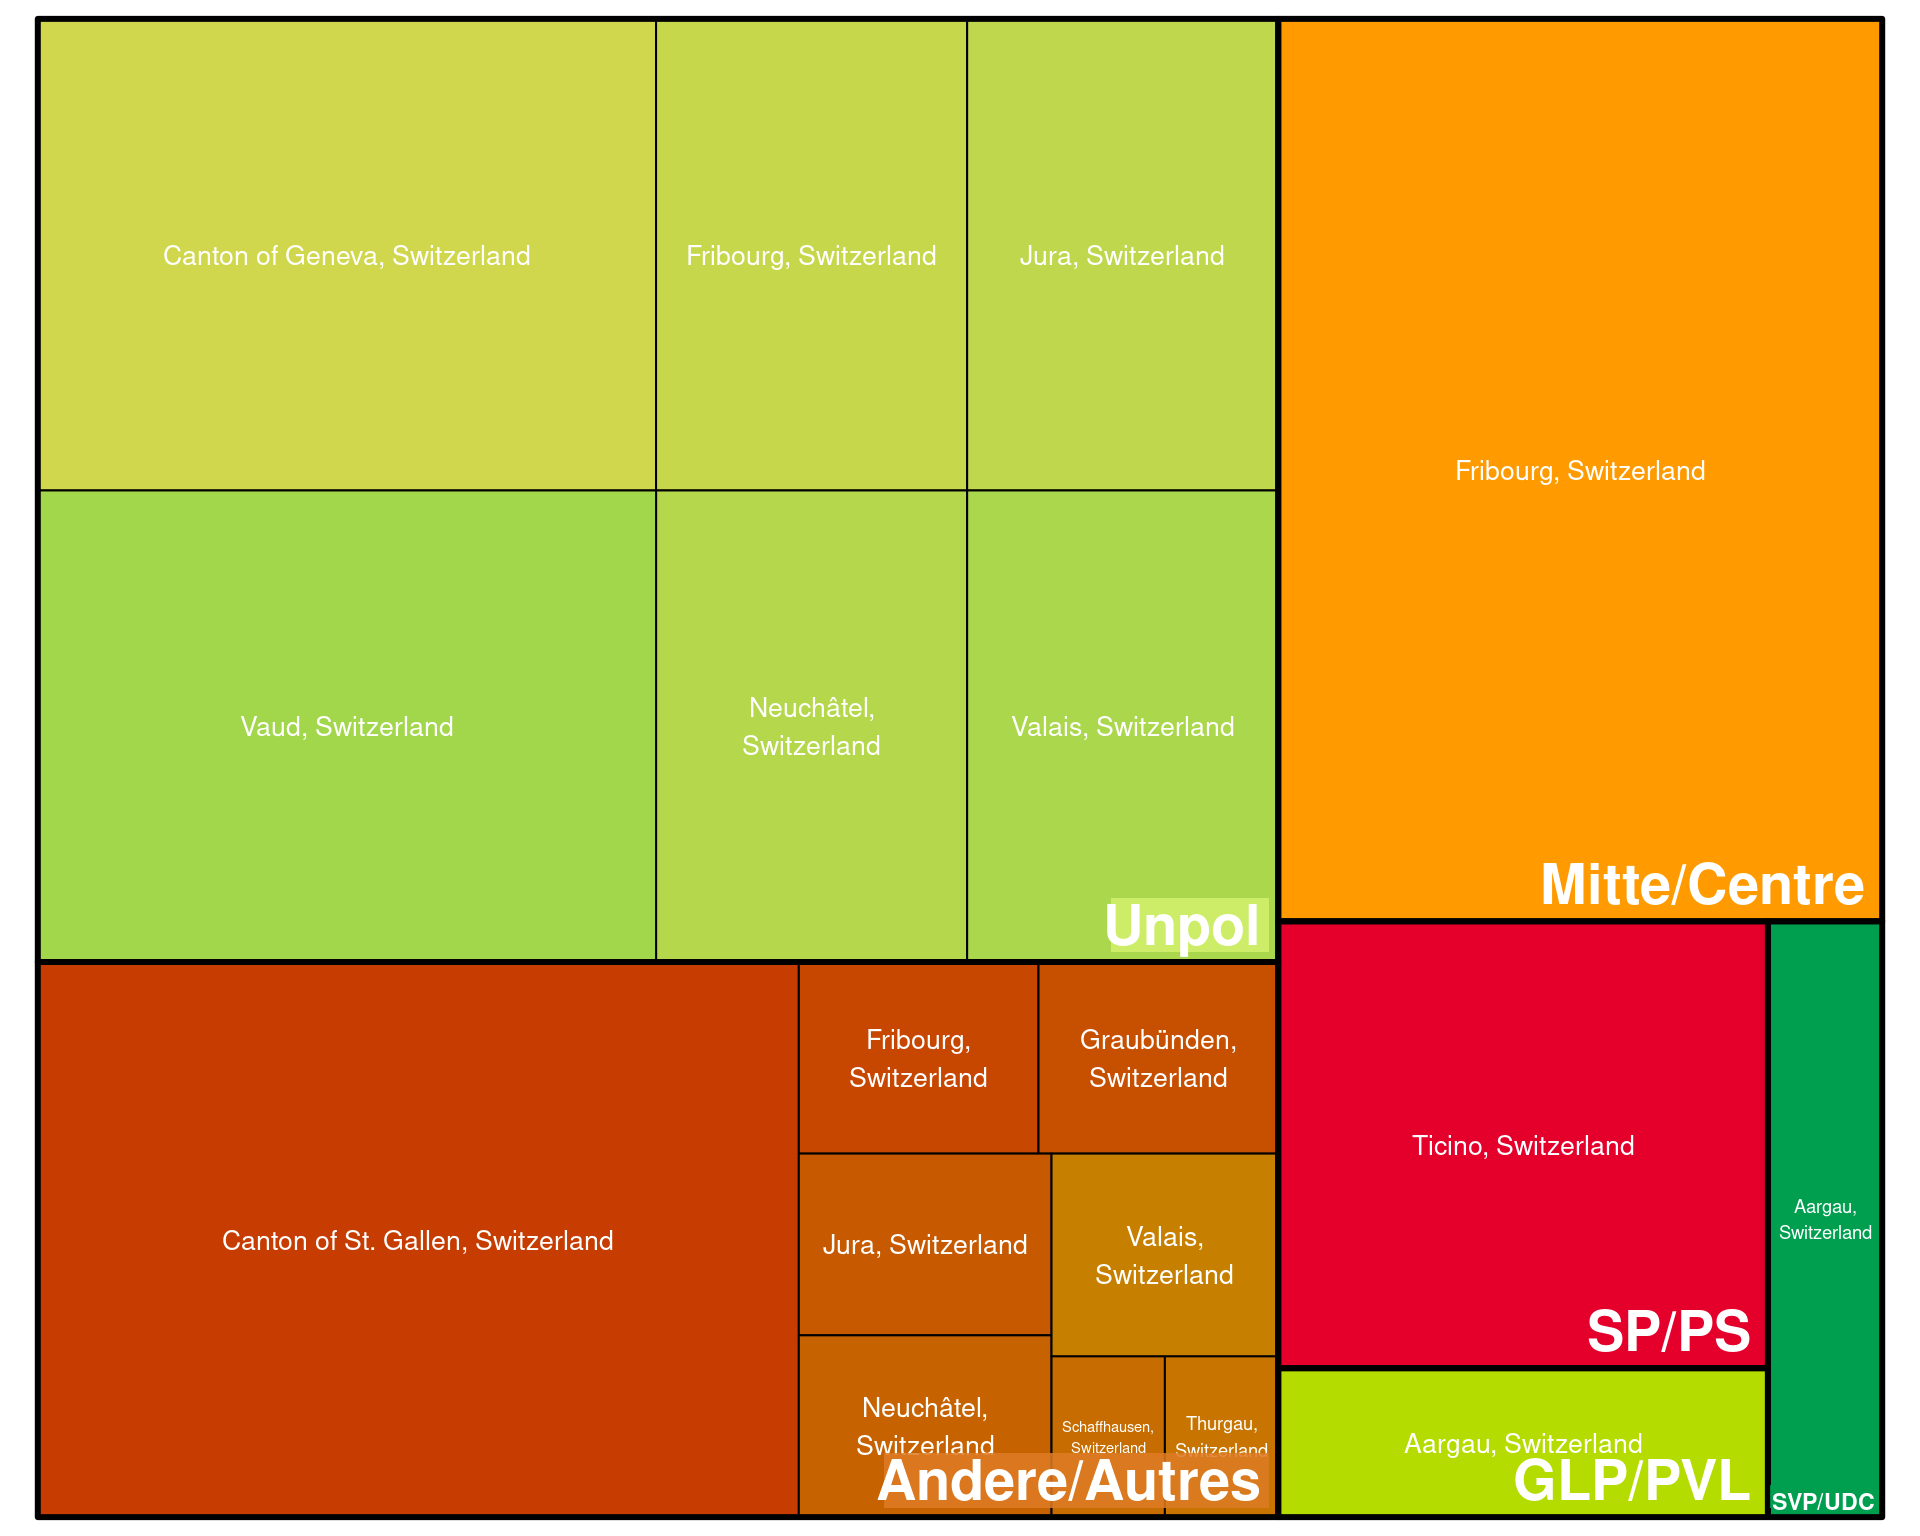 Canton of Geneva, Switzerland
Fribourg, Switzerland
Jura, Switzerland
Vaud, Switzerland
Neuchâtel,
Switzerland
Valais, Switzerland
Unpol
Fribourg, Switzerland
Mitte/Centre
Canton of St. Gallen, Switzerland
Fribourg,
Switzerland
Graubünden,
Switzerland
Jura, Switzerland
Valais,
Switzerland
Neuchâtel,
Switzerland
Schaffhausen,
Switzerland
Thurgau,
Switzerland
Andere/Autres
Ticino, Switzerland
SP/PS
Aargau, Switzerland
GLP/PVL
Aargau,
Switzerland
SVP/UDC